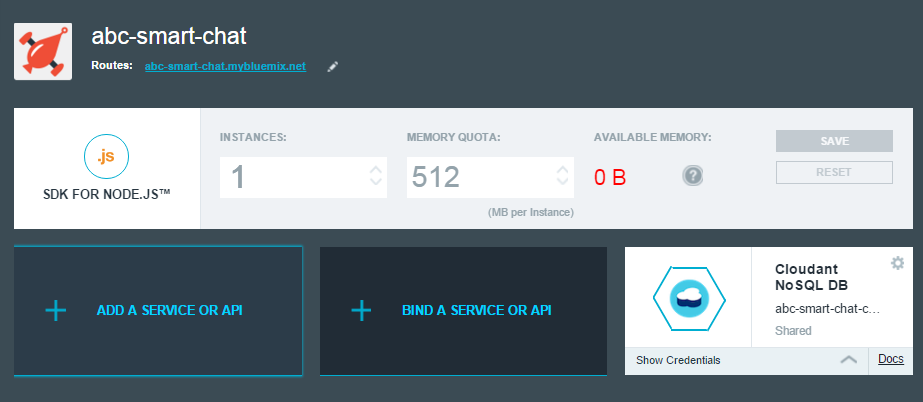 abc-smart-chat
Routes: abc-smart-chat.mybluemix.net
INSTANCES: MEMORY QUOTA: AVAILABLE MEMORY:
SAVE
.js
1 512 0 B ?
RESET
SDK FOR NODE.JS™
(MB per Instance)
ADD A SERVICE OR API
BIND A SERVICE OR API
Cloudant
NoSQL DB
abc-smart-chat-c...
Shared
Show Credentials Docs